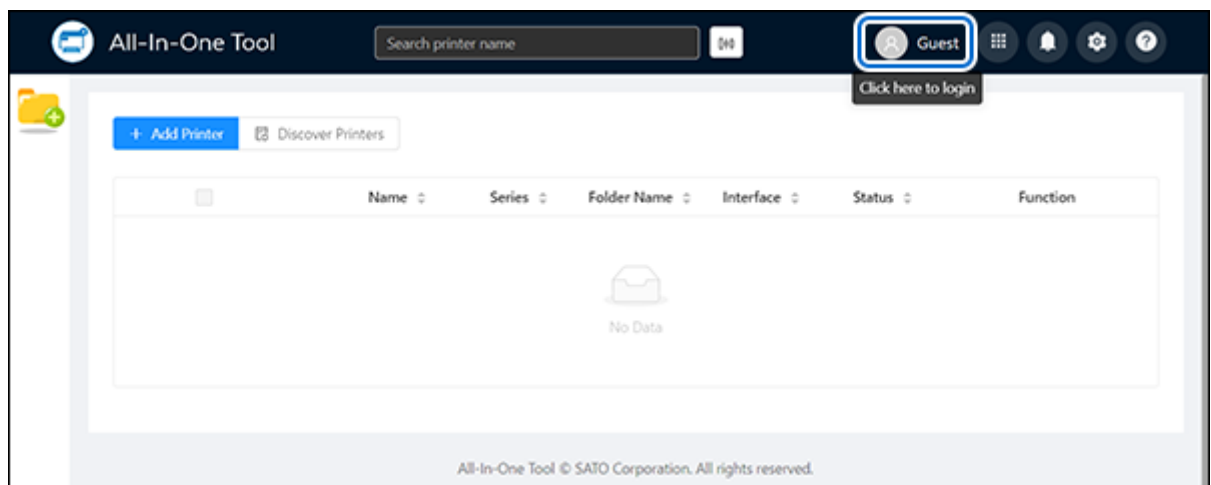 All-In-One Tool
Search printer name
Guest
Click here to login
+ Add Printer
Discover Printers
Name
Series
Folder Name
Interface
Status
Function
No Data
All-In-One Tool © SATO Corporation. All rights reserved.